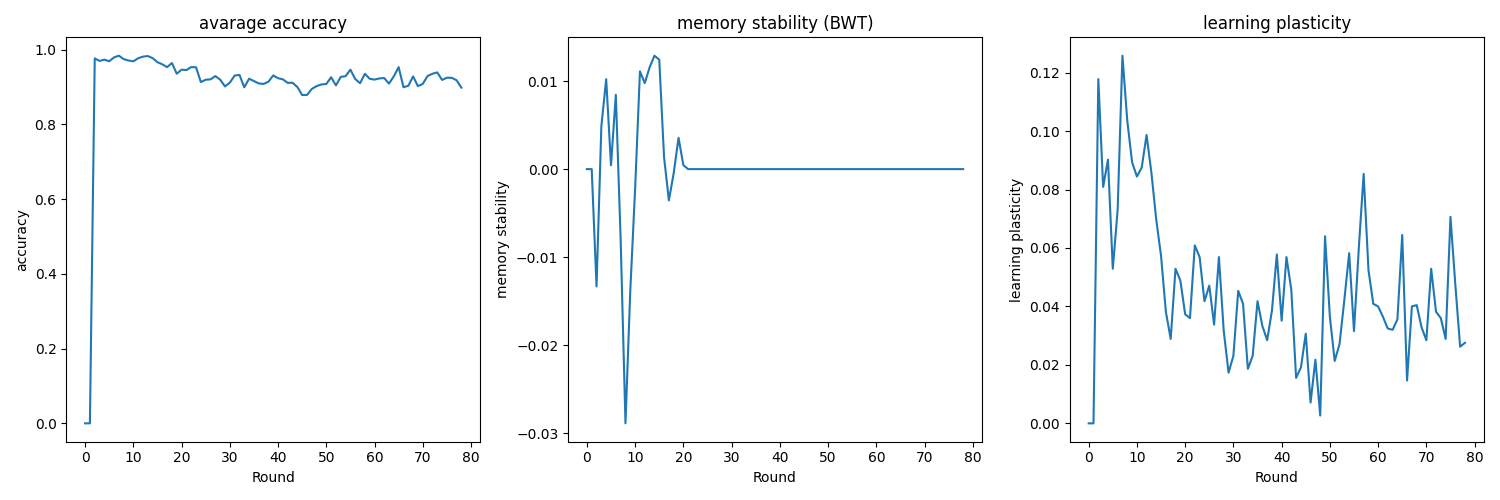 avarage accuracy
1.0
0.8
0.6
0.4
0.2
0.0
accuracy
0 10 20 30 40 50 60 70 80
Round
memory stability (BWT)
0.01
0.00
−0.01
−0.02
−0.03
memory stability
0 10 20 30 40 50 60 70 80
Round
learning plasticity
0.12
0.10
0.08
0.06
0.04
0.02
0.00
learning plasticity
0 10 20 30 40 50 60 70 80
Round